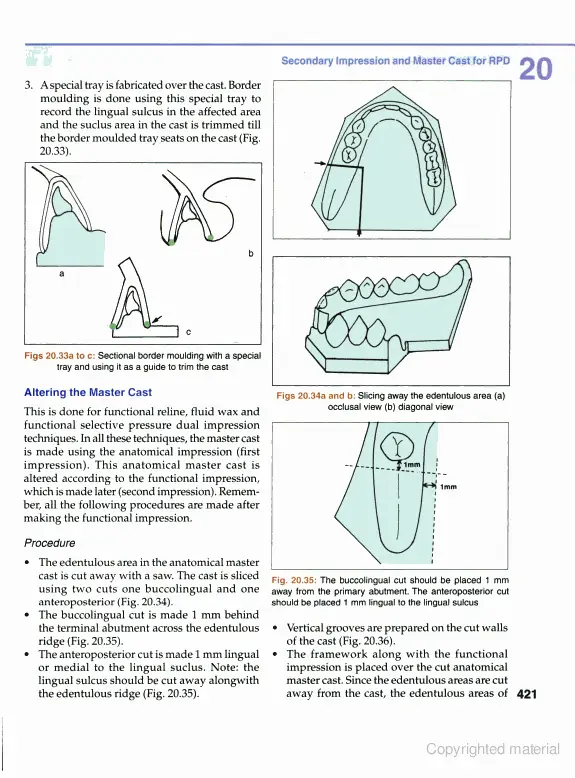 Secondary Impression and Master Cast for RPD 20
3. A special tray is fabricated over the cast. Border
moulding is done using this special tray to
record the lingual sulcus in the affected area
and the suclus area in the cast is trimmed till
the border moulded tray seats on the cast (Fig.
20.33).
a
b
c
Figs 20.33a to c: Sectional border moulding with a special
tray and using it as a guide to trim the cast
Altering the Master Cast
This is done for functional reline, fluid wax and
functional selective pressure dual impression
techniques. In all these techniques, the master cast
is made using the anatomical impression (first
impression). This anatomical master cast is
altered according to the functional impression,
which is made later (second impression). Remem-
ber, all the following procedures are made after
making the functional impression.
Procedure
• The edentulous area in the anatomical master
cast is cut away with a saw. The cast is sliced
using two cuts one buccolingual and one
anteroposterior (Fig. 20.34).
• The buccolingual cut is made 1 mm behind
the terminal abutment across the edentulous
ridge (Fig. 20.35).
• The anteroposterior cut is made 1 mm lingual
or medial to the lingual suclus. Note: the
lingual sulcus should be cut away alongwith
the edentulous ridge (Fig. 20.35).
Figs 20.34a and b: Slicing away the edentulous area (a)
occlusal view (b) diagonal view
1mm
1mm
Fig. 20.35: The buccolingual cut should be placed 1 mm
away from the primary abutment. The anteroposterior cut
should be placed 1 mm lingual to the lingual sulcus
• Vertical grooves are prepared on the cut walls
of the cast (Fig. 20.36).
• The framework along with the functional
impression is placed over the cut anatomical
master cast. Since the edentulous areas are cut
away from the cast, the edentulous areas of 421
Copyrighted material